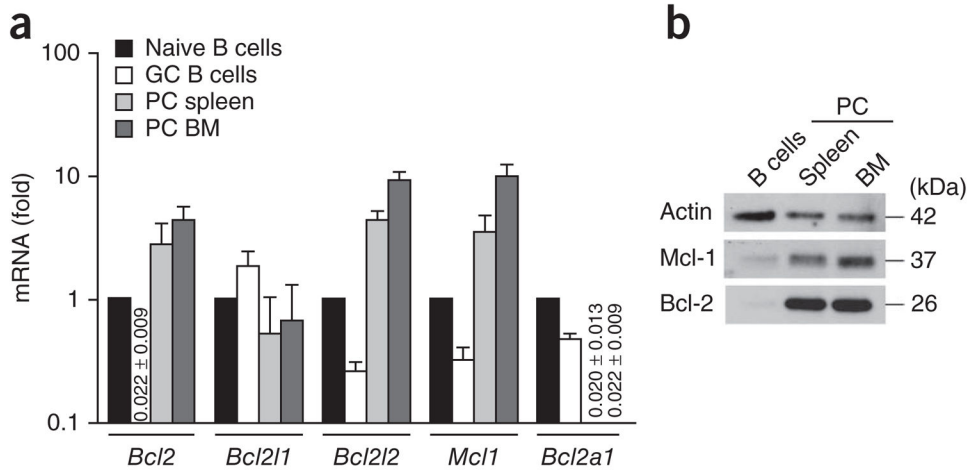 a
100
10
1
0.1
mRNA (fold)
Naive B cells
GC B cells
PC spleen
PC BM
0.022 ± 0.009
0.020 ± 0.013
0.022 ± 0.009
Bcl2
Bcl2l1
Bcl2l2
Mcl1
Bcl2a1
b
PC
B cells
Spleen
BM
(kDa)
Actin
42
Mcl-1
37
Bcl-2
26